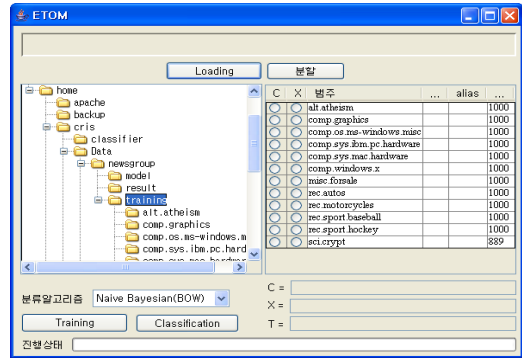 ETOM
Loading
분할
home
apache
backup
cris
classifier
Data
newsgroup
model
result
training
alt.atheism
comp.graphics
comp.os.ms-windows.m
comp.sys.ibm.pc.hard
comp.sys.mac.hardwar
C X 범주 ... alias ...
alt.atheism 1000
comp.graphics 1000
comp.os.ms-windows.misc 1000
comp.sys.ibm.pc.hardware 1000
comp.sys.mac.hardware 1000
comp.windows.x 1000
misc.forsale 1000
rec.autos 1000
rec.motorcycles 1000
rec.sport.baseball 1000
rec.sport.hockey 1000
sci.crypt 889
분류알고리즘 Naive Bayesian(BOW)
Training
Classification
C =
X =
T =
진행상태